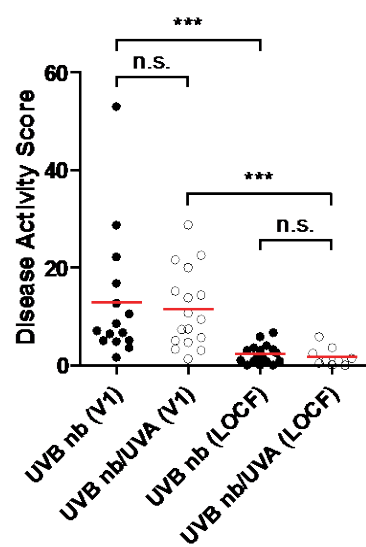 ***
n.s.
60
***
40
n.s.
20
0
Disease Activity Score
UVB nb (V1)
UVB nb/UVA (V1)
UVB nb (LOCF)
UVB nb/UVA (LOCF)